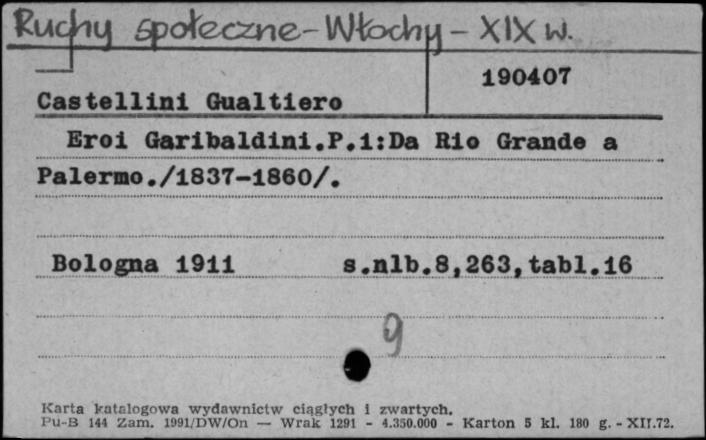 Ruchy społeczne - Włochy - XIX w.
190407
Castellini Gualtiero
Eroi Garibaldini.P.1:Da Rio Grande a
Palermo./1837-1860/.
Bologna 1911 s.nlb.8,263,tabl.16
9
Karta katalogowa wydawnictw ciągłych i zwartych.
Pu-B 144 Zam. 1991/DW/On — Wrak 1291 - 4.350.000 - Karton 5 kl. 180 g. - XII.72.